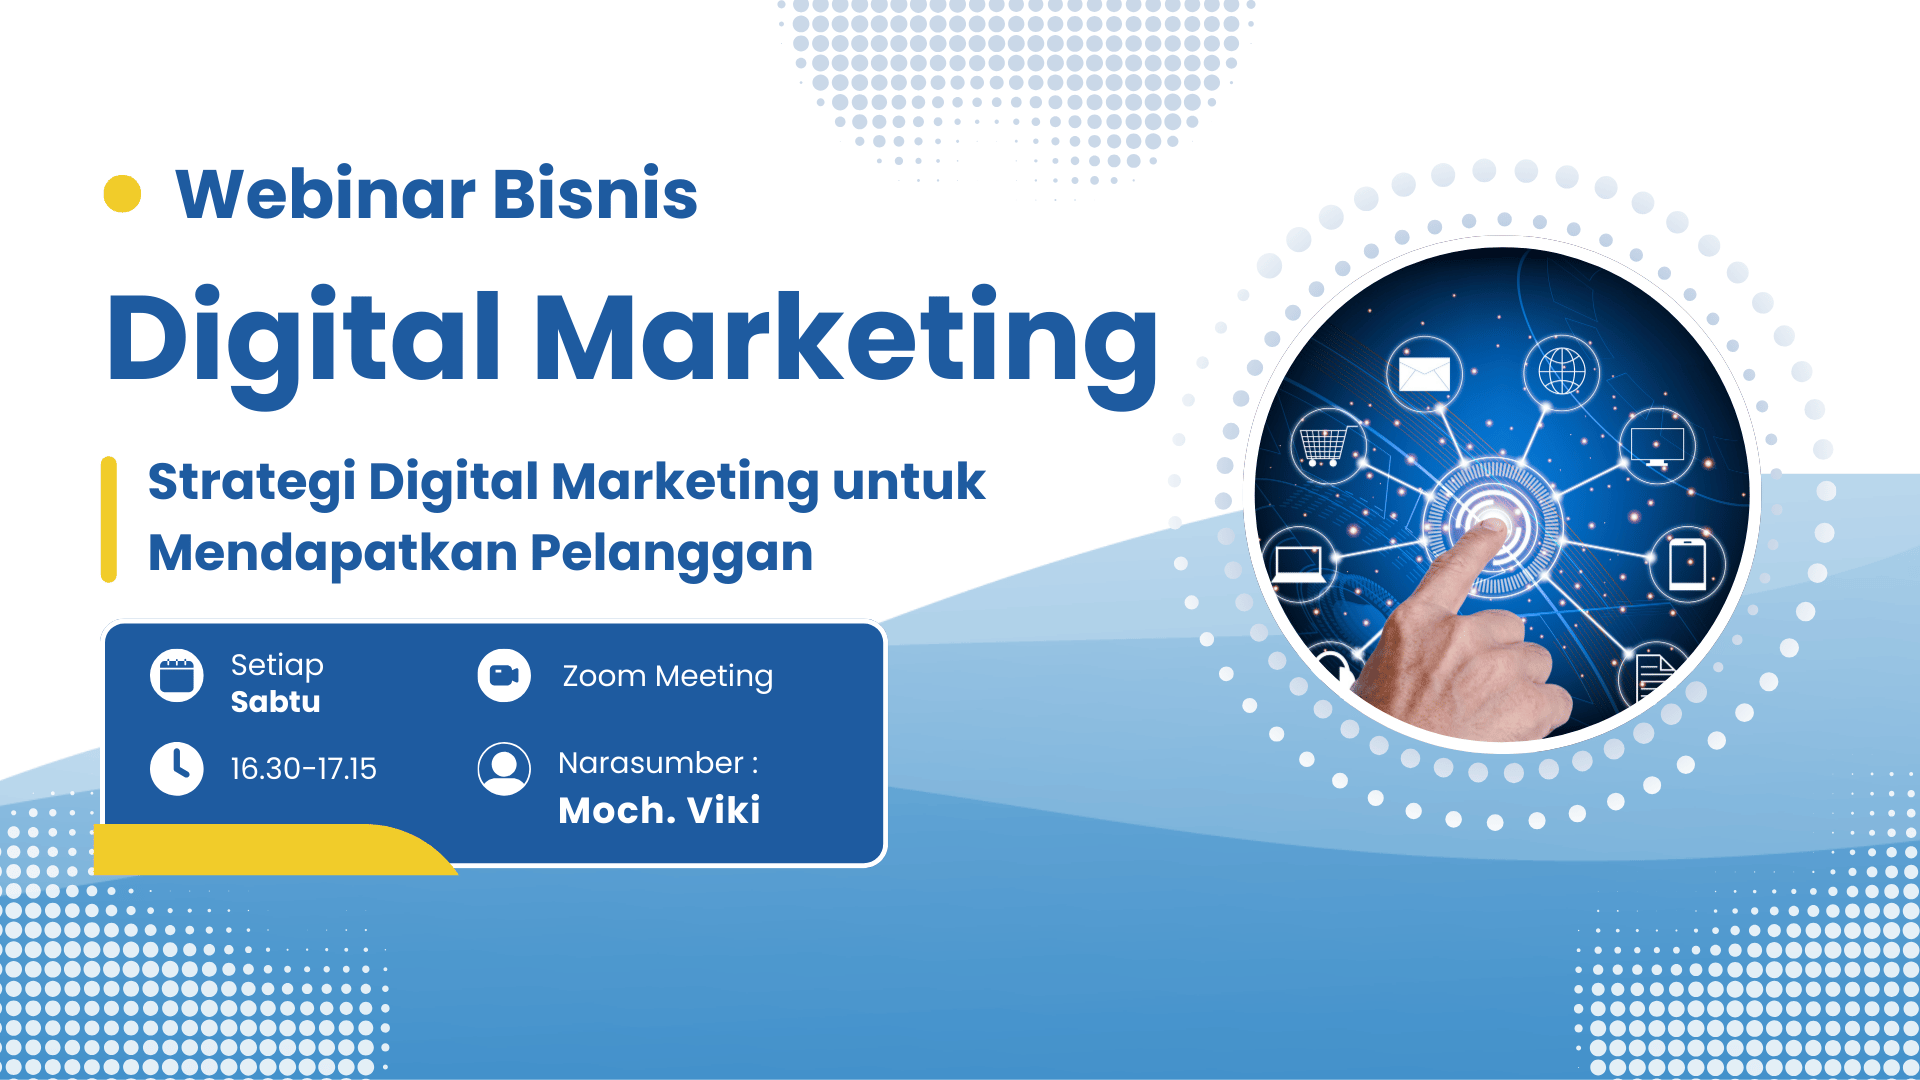 Webinar Bisnis
Digital Marketing
Strategi Digital Marketing untuk
Mendapatkan Pelanggan
Setiap
Sabtu
Zoom Meeting
16.30-17.15
Narasumber :
Moch. Viki